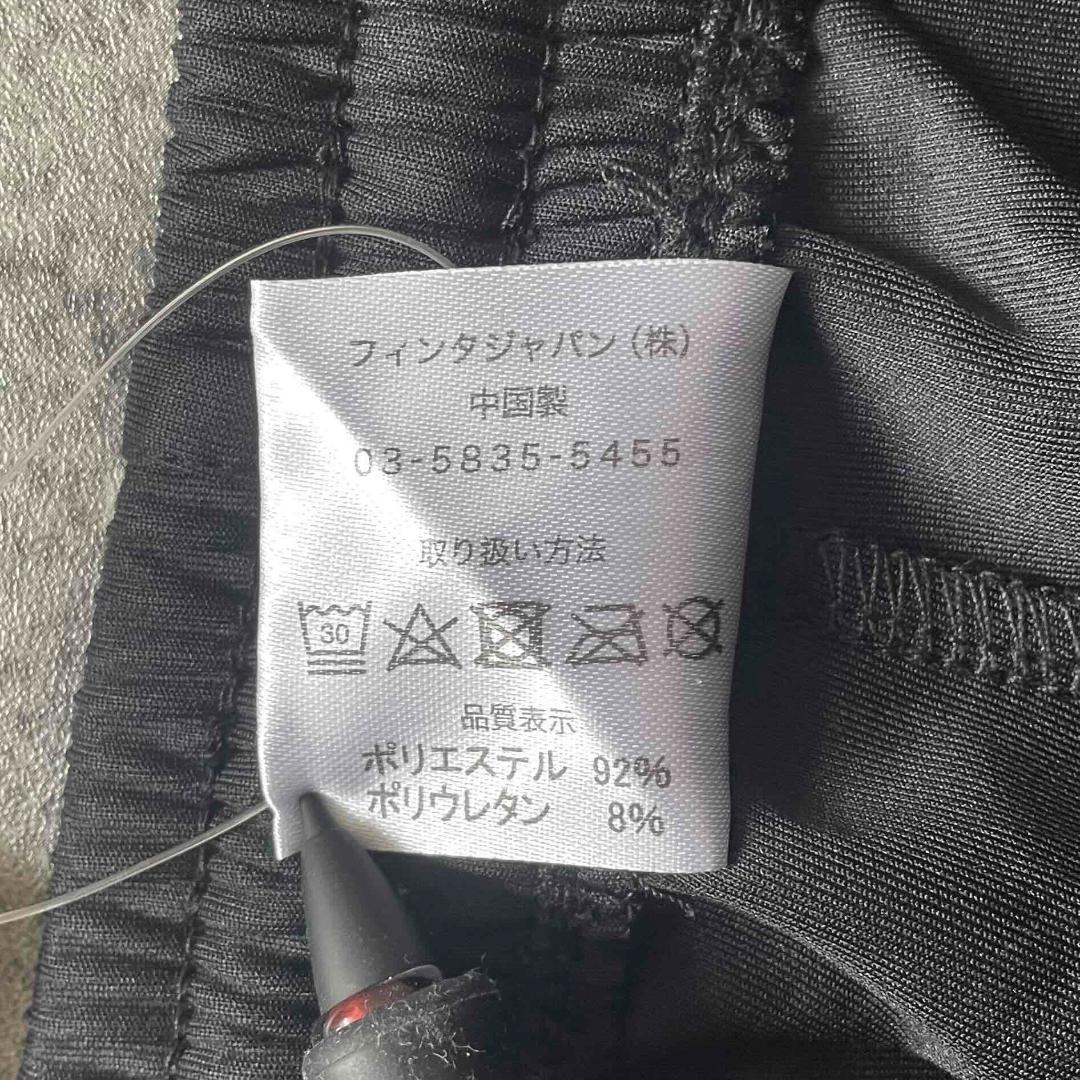 フィンタジャパン（株）
中国製
03-5835-5455
取り扱い方法
30
品質表示
ポリエステル 92%
ポリウレタン 8%